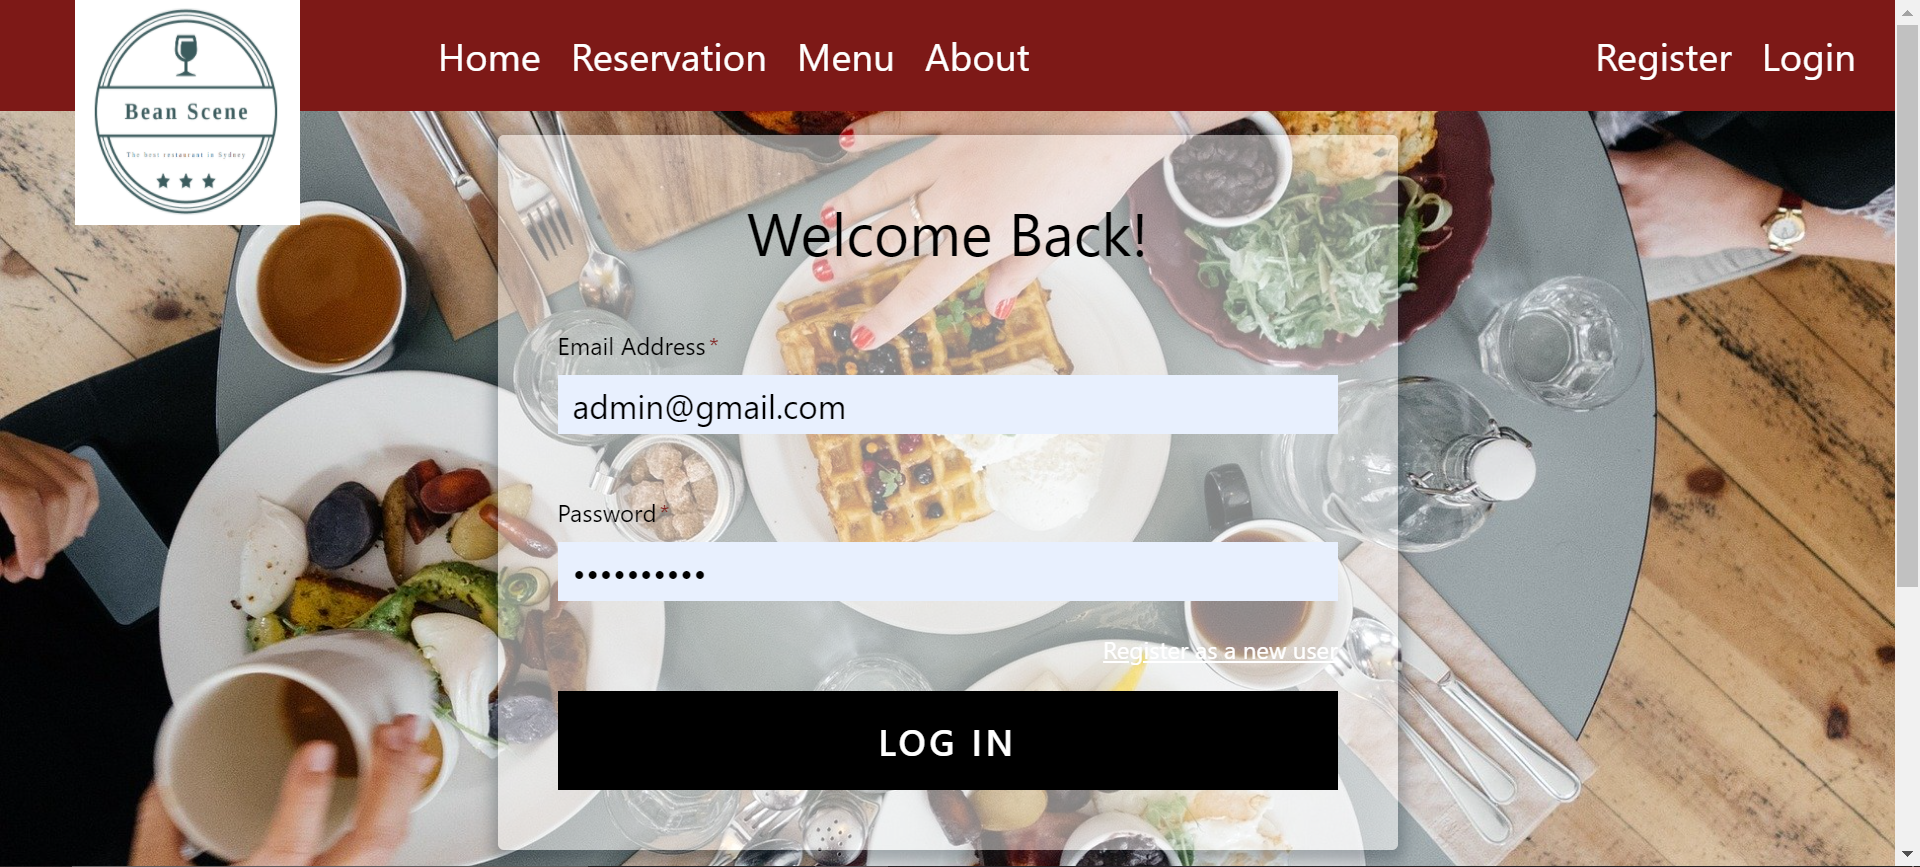 Bean Scene
The best restaurant in Sydney
Home Reservation Menu About Register Login
Welcome Back!
Email Address*
admin@gmail.com
Password*
••••••••••
Register as a new user
LOG IN